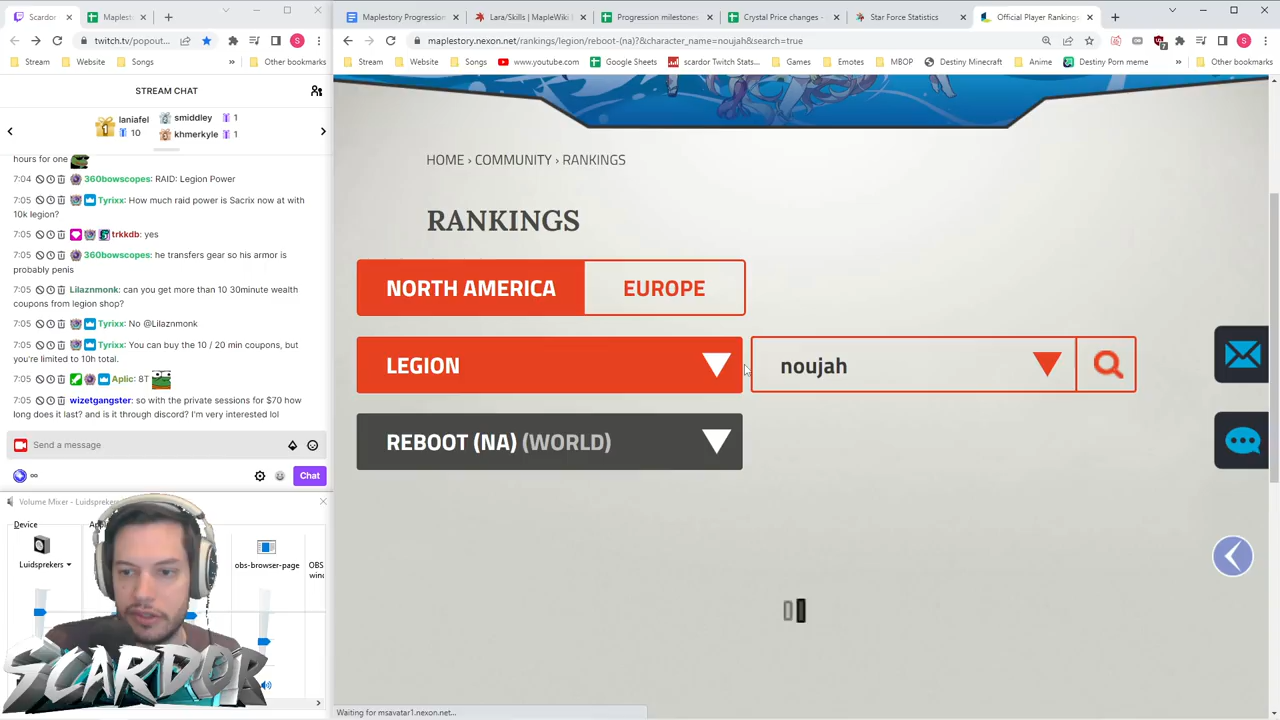 Scardor
Maplest
Maplestory Progression
Lara/Skills | MapleWiki
Progression milestones
Crystal Price changes -
Star Force Statistics
Official Player Rankings
twitch.tv/popout...
maplestory.nexon.net/rankings/legion/reboot-(na)?&character_name=noujah&search=true
Stream
Website
Songs
»
Other bookmarks
Stream
Website
Songs
www.youtube.com
Google Sheets
scardor Twitch Stats...
Games
Emotes
MBOP
Destiny Minecraft
Anime
Destiny Porn meme
»
Other bookmarks
STREAM CHAT
laniafel
10
smiddley 1
khmerkyle 1
hours for one
7:04 360bowscopes: RAID: Legion Power
7:05 Tyrixx: How much raid power is Sacrix now at with
10k legion?
7:05 trkkdb: yes
7:05 360bowscopes: he transfers gear so his armor is
probably penis
7:05 Lilaznmonk: can you get more than 10 30minute wealth
coupons from legion shop?
7:05 Tyrixx: No @Lilaznmonk
7:05 Tyrixx: You can buy the 10 / 20 min coupons, but
you're limited to 10h total.
7:05 Aplic: 8T
7:05 wizetgangster: so with the private sessions for $70 how
long does it last? and is it through discord? I'm very interested lol
Send a message
∞
Chat
Volume Mixer - Luidsprekers
Device
Luidsprekers
obs-browser-page
OBS
SCARDOR
HOME › COMMUNITY › RANKINGS
RANKINGS
NORTH AMERICA
EUROPE
LEGION
noujah
REBOOT (NA) (WORLD)
Waiting for msavatar1.nexon.net...